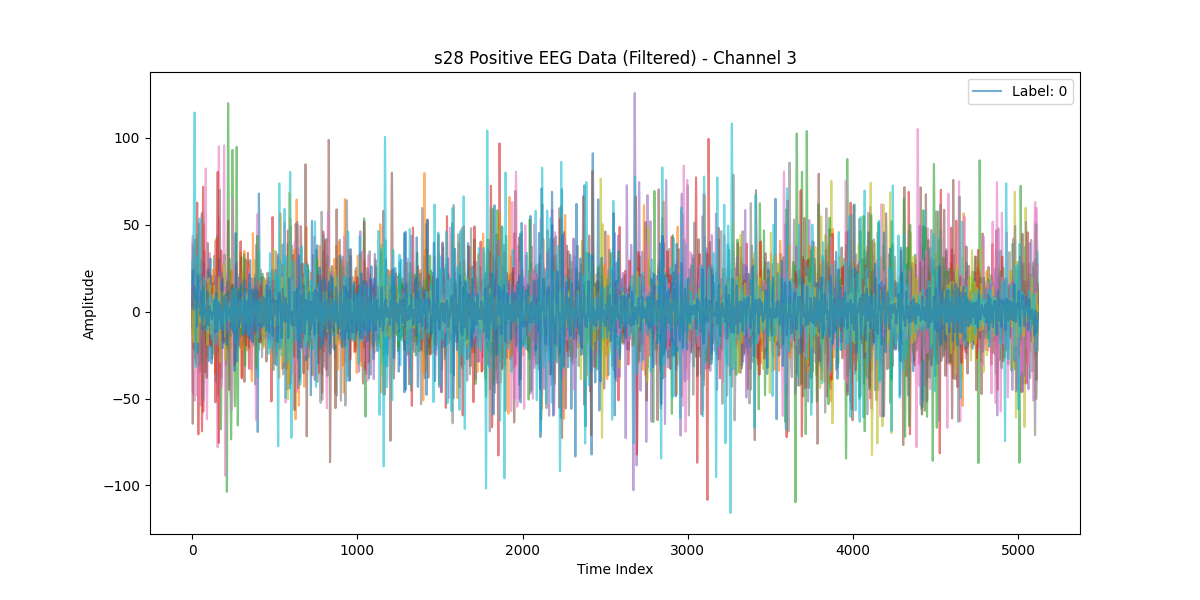 s28 Positive EEG Data (Filtered) - Channel 3
Label: 0
Amplitude
100
50
0
−50
−100
0 1000 2000 3000 4000 5000
Time Index